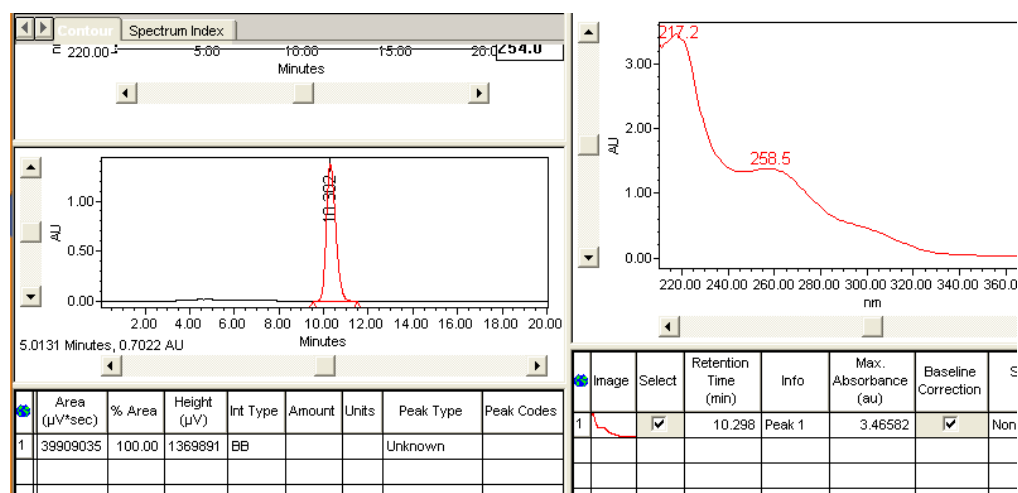 Contour Spectrum Index
220.00 5.00 10.00 15.00
254.0
Minutes
1.00
0.50
0.00
AU
10.302
2.00 4.00 6.00 8.00 10.00 12.00 14.00 16.00 18.00 20.00
5.0131 Minutes, 0.7022 AU
Minutes
Area (µV*sec) % Area Height (µV) Int Type Amount Units Peak Type Peak Codes
1 39909035 100.00 1369891 BB Unknown
217.2
258.5
3.00
2.00
1.00
0.00
AU
220.00 240.00 260.00 280.00 300.00 320.00 340.00 360.0
nm
Image Select Retention Time (min) Info Max. Absorbance (au) Baseline Correction S
1 10.298 Peak 1 3.46582 Non